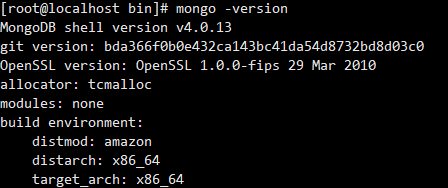 [root@localhost bin]# mongo -version
MongoDB shell version v4.0.13
git version: bda366f0b0e432ca143bc41da54d8732bd8d03c0
OpenSSL version: OpenSSL 1.0.0-fips 29 Mar 2010
allocator: tcmalloc
modules: none
build environment:
    distmod: amazon
    distarch: x86_64
    target_arch: x86_64